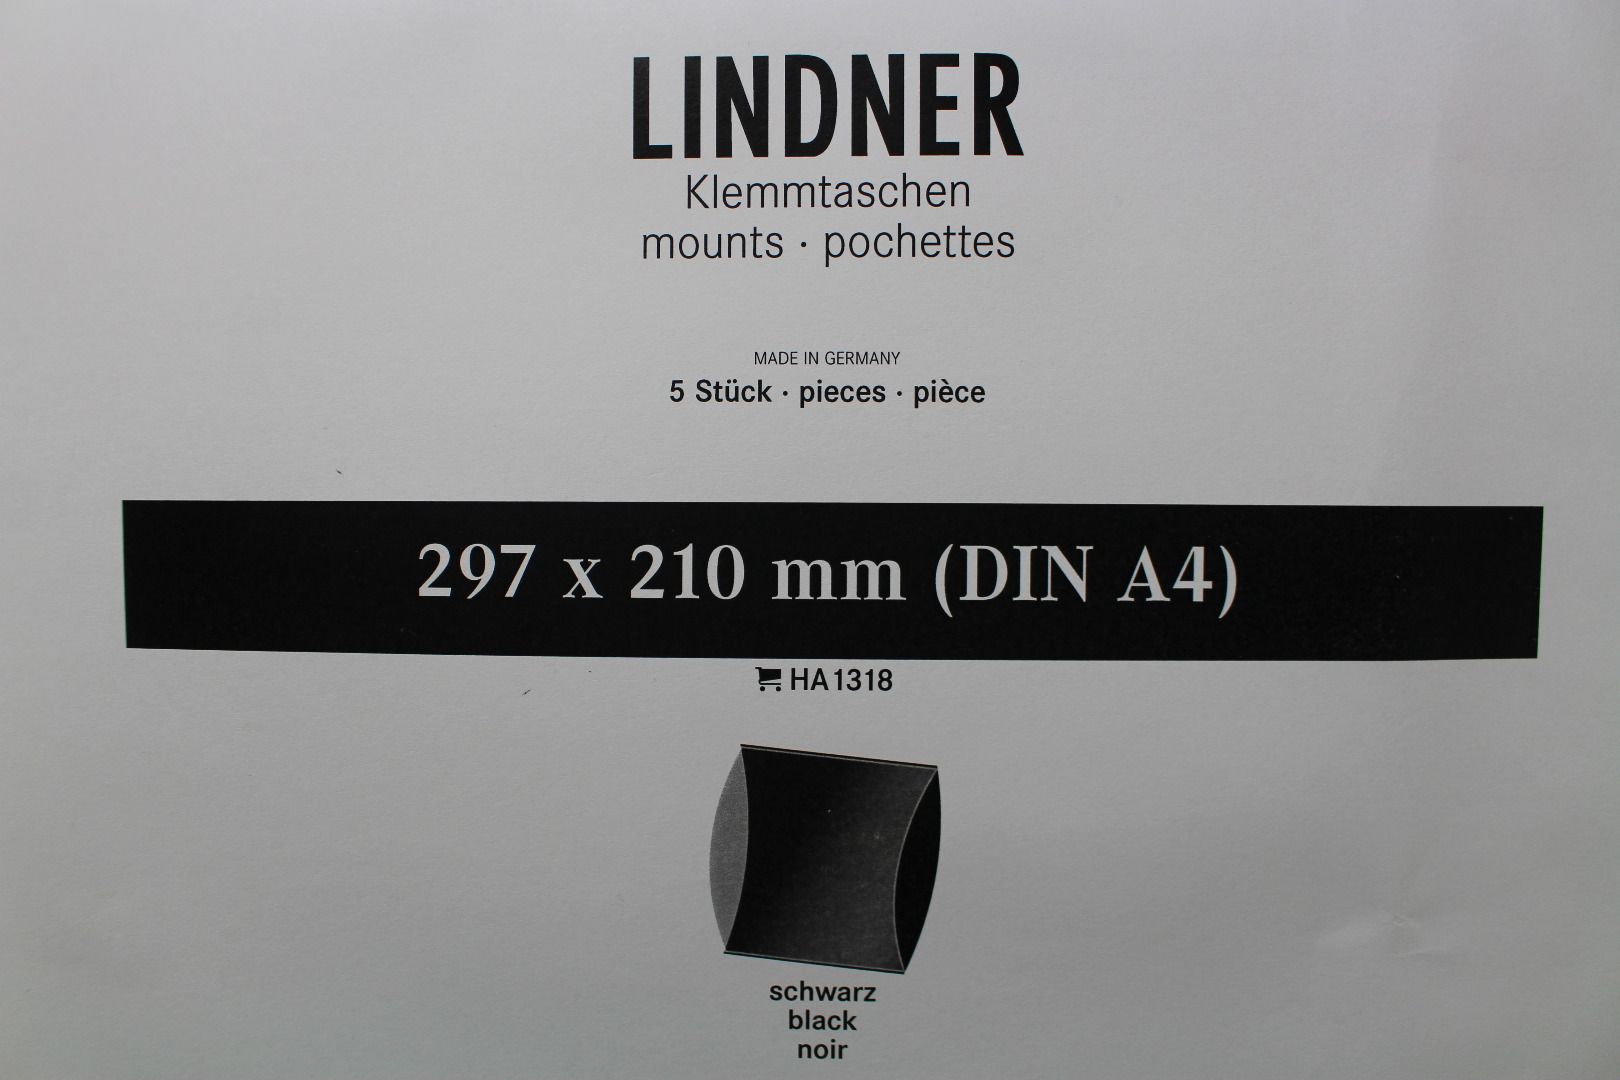 LINDNER
Klemmtaschen
mounts · pochettes
MADE IN GERMANY
5 Stück · pieces · pièce
297 x 210 mm (DIN A4)
HA1318
schwarz
black
noir